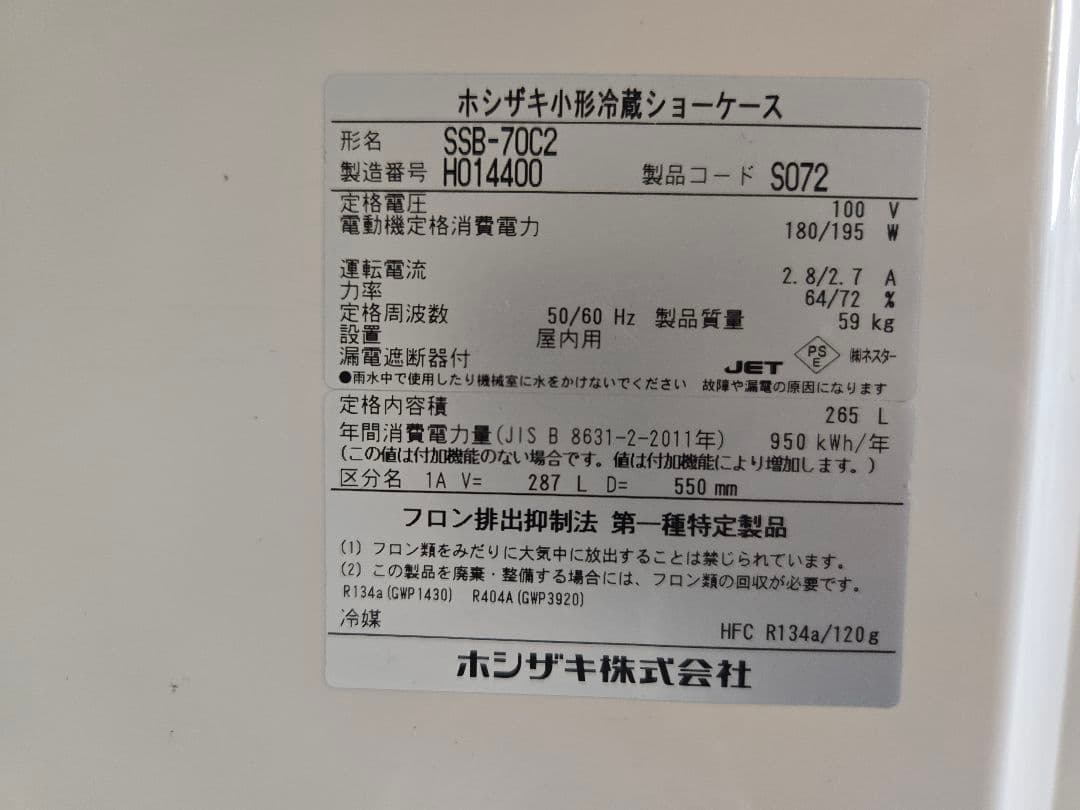 ホシザキ小形冷蔵ショーケース
形名 SSB-70C2
製造番号 H014400 製品コード S072
定格電圧 100 V
電動機定格消費電力 180/195 W
運転電流 2.8/2.7 A
力率 64/72 %
定格周波数 50/60 Hz 製品質量 59 kg
設置 屋内用
漏電遮断器付 JET PSE ㈱ネスター
●雨水中で使用したり機械室に水をかけないでください 故障や漏電の原因になります
定格内容積 265 L
年間消費電力量(JIS B 8631-2-2011年) 950 kWh/年
(この値は付加機能のない場合です。値は付加機能により増加します。)
区分名 1A V= 287 L D= 550 mm
フロン排出抑制法 第一種特定製品
(1) フロン類をみだりに大気中に放出することは禁じられています。
(2) この製品を廃棄・整備する場合には、フロン類の回収が必要です。
R134a(GWP1430) R404A(GWP3920)
冷媒 HFC R134a/120g
ホシザキ株式会社